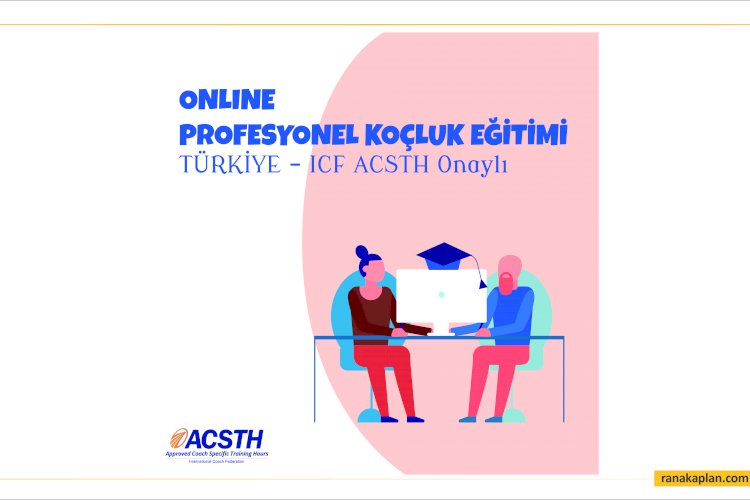 ONLINE
PROFESYONEL KOÇLUK EĞİTİMİ
TÜRKİYE - ICF ACSTH Onaylı
ACSTH
Approved Coach Specific Training Hours
International Coach Federation
ranakaplan.com